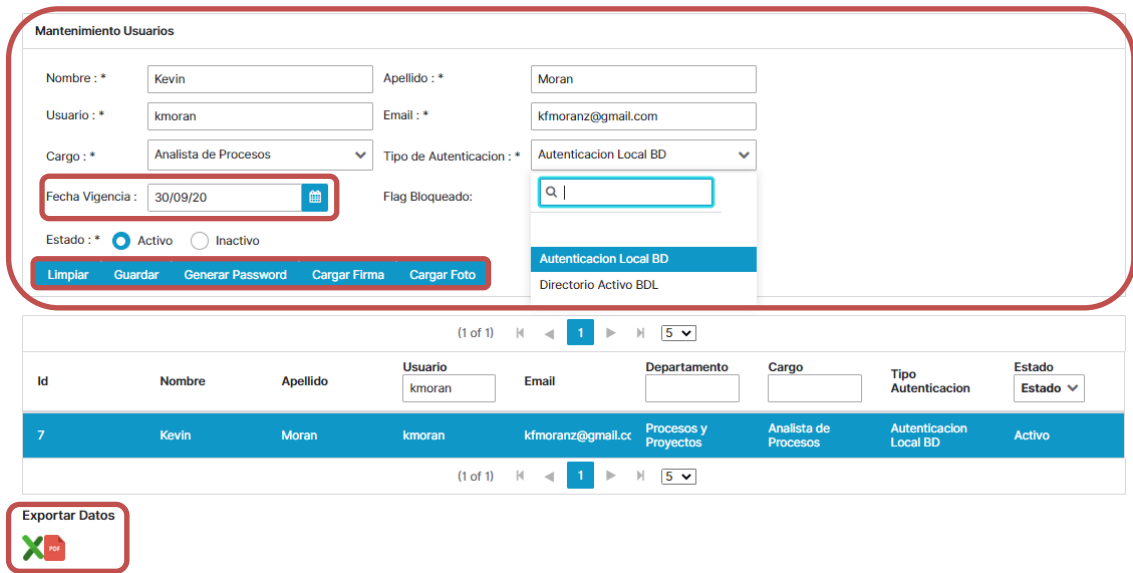 Mantenimiento Usuarios
Nombre : * Kevin Apellido : * Moran
Usuario : * kmoran Email : * kfmoranz@gmail.com
Cargo : * Analista de Procesos Tipo de Autenticacion : * Autenticacion Local BD
Fecha Vigencia : 30/09/20 Flag Bloqueado:
Estado : * Activo Inactivo
Autenticacion Local BD
Limpiar Guardar Generar Password Cargar Firma Cargar Foto
Directorio Activo BDL
(1 of 1) 1 5
Id Nombre Apellido Usuario Email Departamento Cargo Tipo Autenticacion Estado
kmoran Estado
7 Kevin Moran kmoran kfmoranz@gmail.cc Procesos y Proyectos Analista de Procesos Autenticacion Local BD Activo
(1 of 1) 1 5
Exportar Datos
PDF